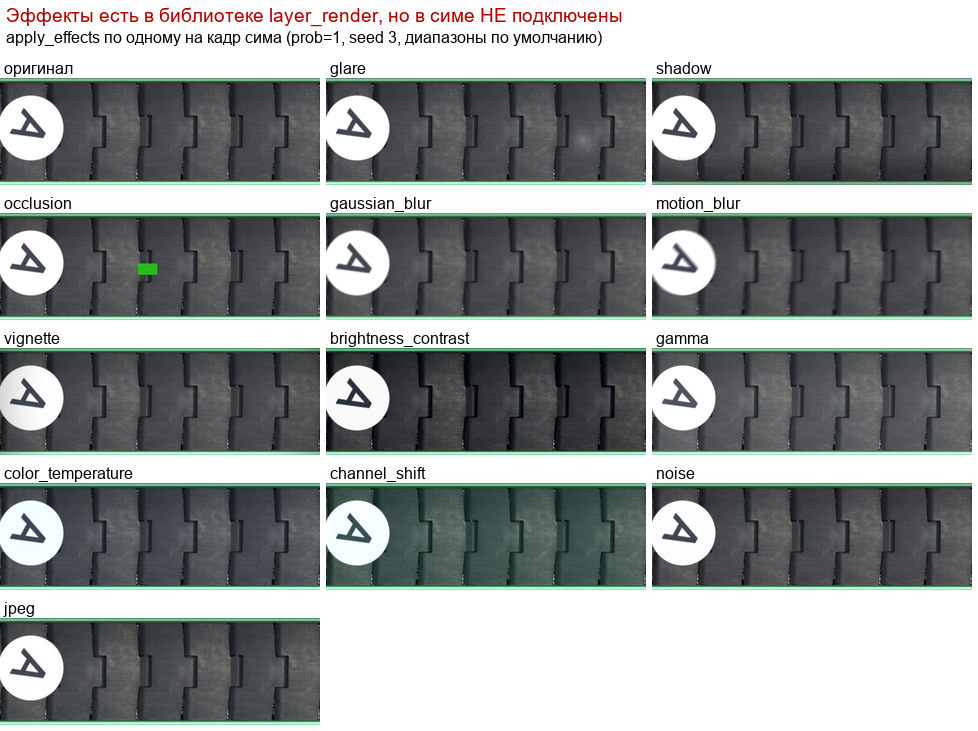 Эффекты есть в библиотеке layer_render, но в симе НЕ подключены
apply_effects по одному на кадр сима (prob=1, seed 3, диапазоны по умолчанию)
оригинал
glare
shadow
A
A
A
occlusion
gaussian_blur
motion_blur
A
A
A
vignette
brightness_contrast
gamma
A
A
A
color_temperature
channel_shift
noise
A
A
A
jpeg
A